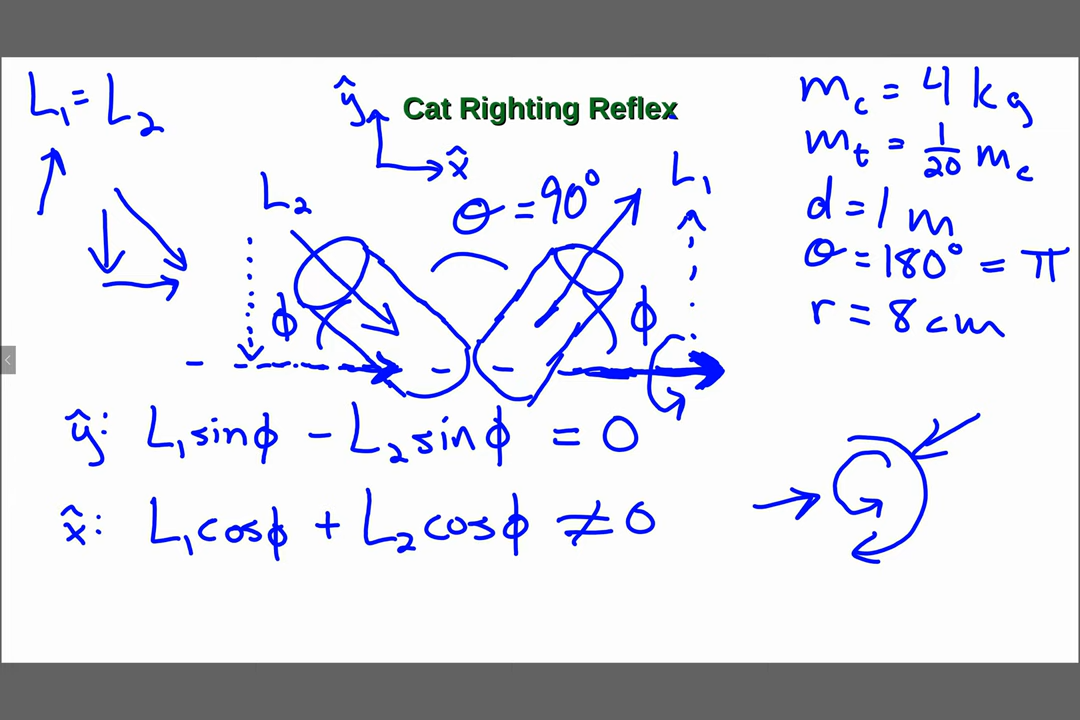 Cat Righting Reflex
L₁ = L₂
ŷ
x̂
L₂
θ = 90°
L₁
ϕ
ϕ
m_c = 4 kg
m_t = 1/20 m_c
d = 1 m
θ = 180° = π
r = 8 cm
ŷ: L₁sinϕ - L₂sinϕ = 0
x̂: L₁cosϕ + L₂cosϕ ≠ 0